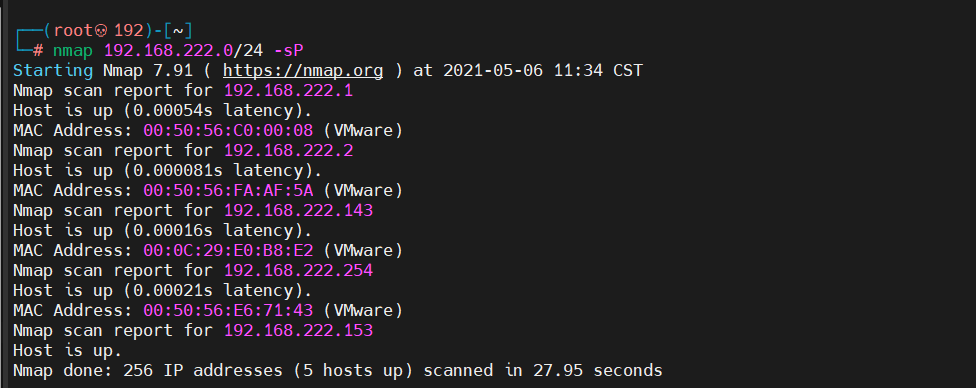 ┌──(root💀192)-[~]
└─# nmap 192.168.222.0/24 -sP
Starting Nmap 7.91 ( https://nmap.org ) at 2021-05-06 11:34 CST
Nmap scan report for 192.168.222.1
Host is up (0.00054s latency).
MAC Address: 00:50:56:C0:00:08 (VMware)
Nmap scan report for 192.168.222.2
Host is up (0.000081s latency).
MAC Address: 00:50:56:FA:AF:5A (VMware)
Nmap scan report for 192.168.222.143
Host is up (0.00016s latency).
MAC Address: 00:0C:29:E0:B8:E2 (VMware)
Nmap scan report for 192.168.222.254
Host is up (0.00021s latency).
MAC Address: 00:50:56:E6:71:43 (VMware)
Nmap scan report for 192.168.222.153
Host is up.
Nmap done: 256 IP addresses (5 hosts up) scanned in 27.95 seconds